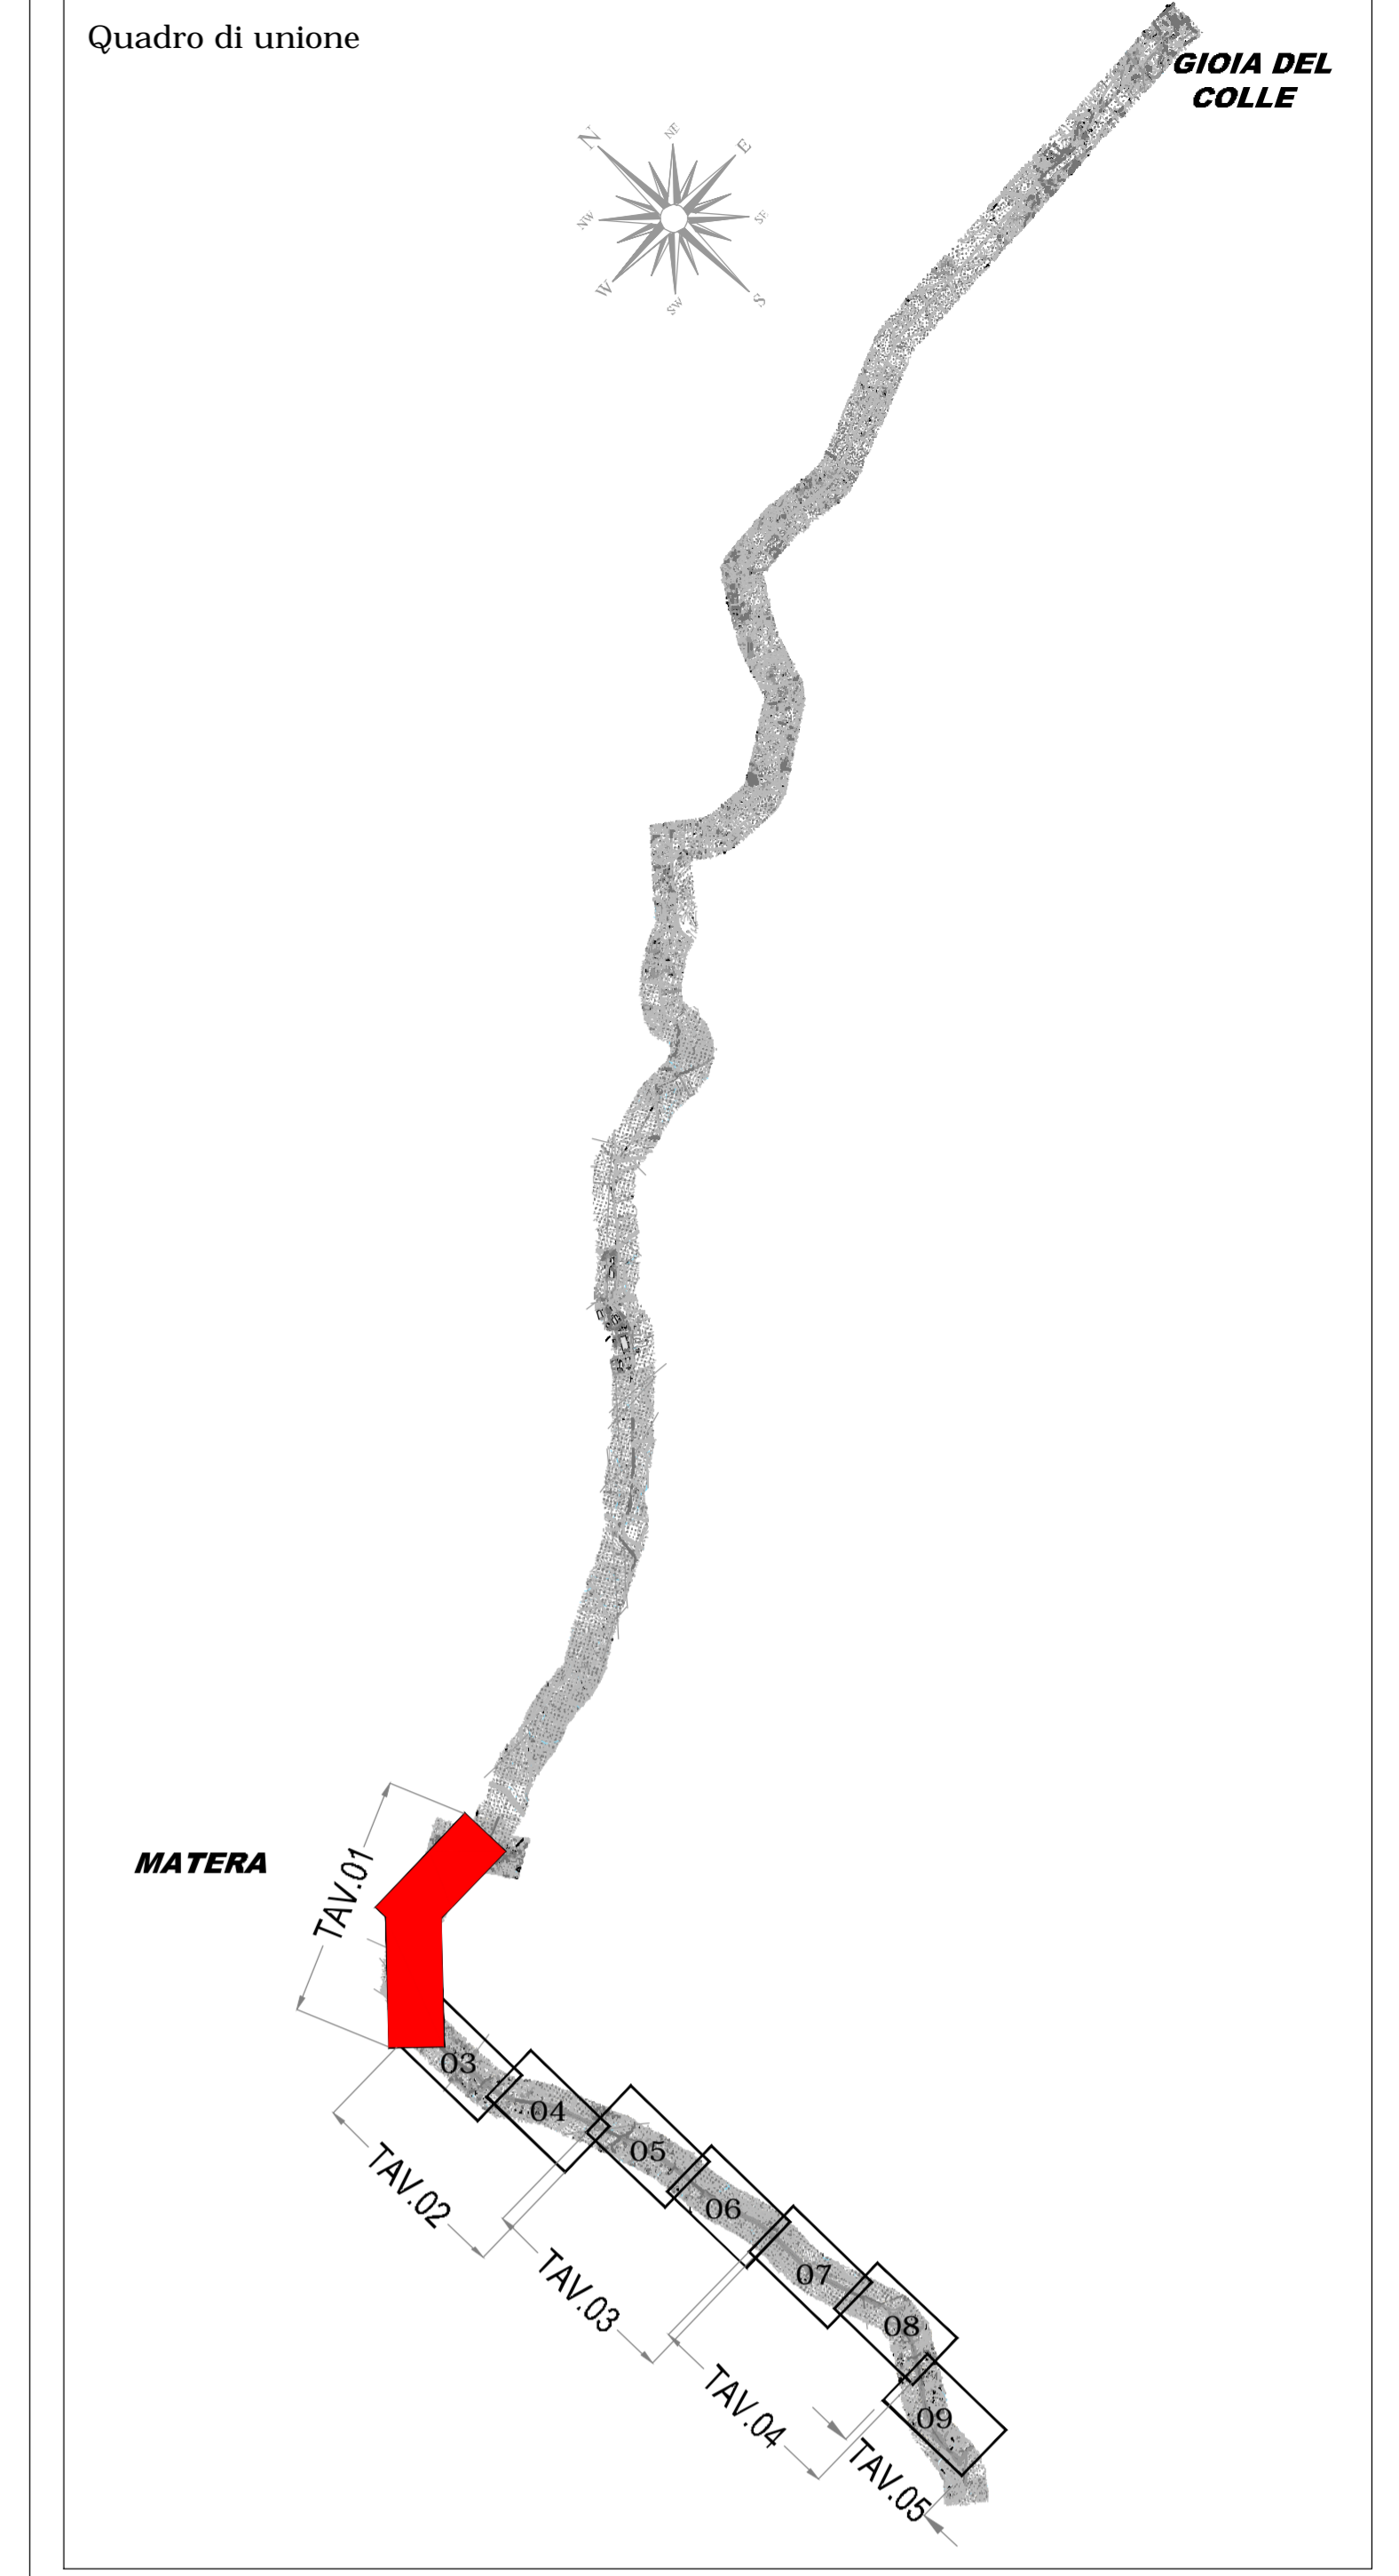 Quadro di unione
GIOIA DEL
COLLE
N
NE
E
NW
SE
W
SW
S
MATERA
TAV.01
03
04
05
06
07
08
09
TAV.02
TAV.03
TAV.04
TAV.05